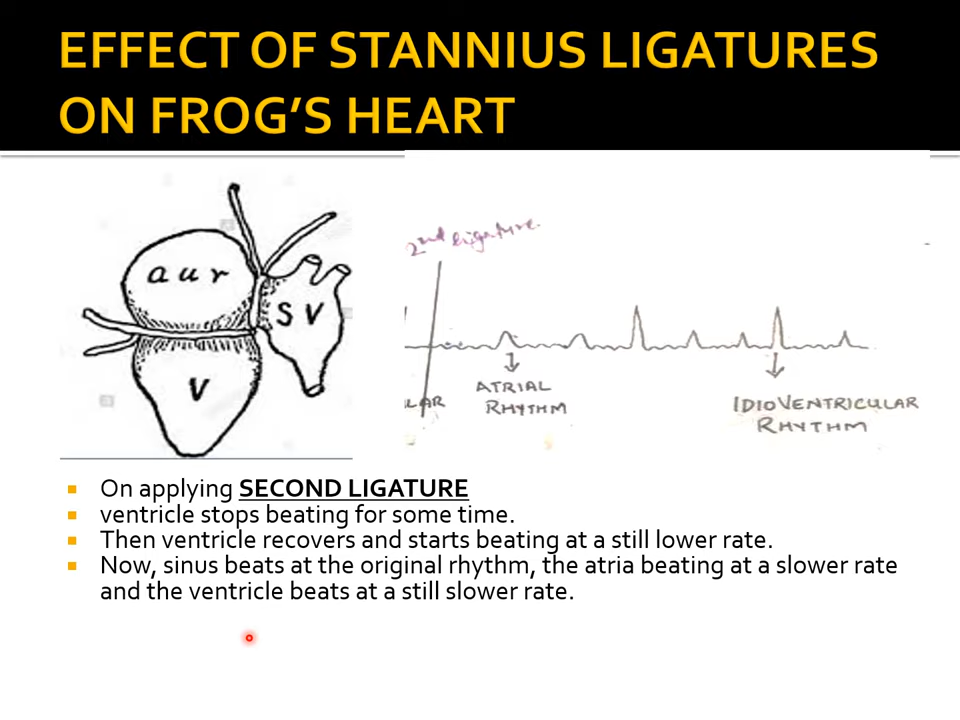 EFFECT OF STANNIUS LIGATURES
ON FROG'S HEART
aur
SV
V
2nd ligature.
LAR
ATRIAL
RHYTHM
IDIOVENTRICULAR
RHYTHM
On applying SECOND LIGATURE
ventricle stops beating for some time.
Then ventricle recovers and starts beating at a still lower rate.
Now, sinus beats at the original rhythm, the atria beating at a slower rate
and the ventricle beats at a still slower rate.